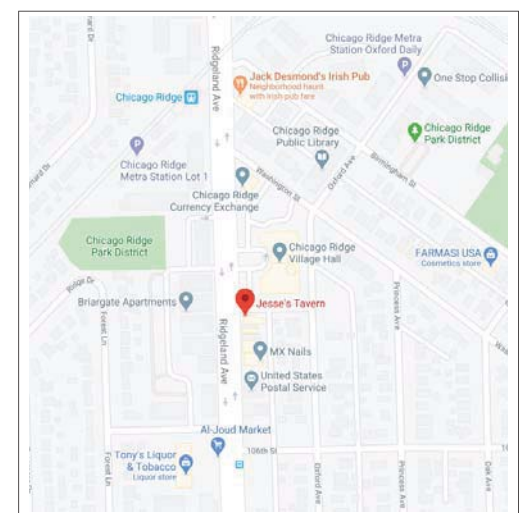 Chicago Ridge Metra
Station Oxford Daily
Ridgeland Ave
Jack Desmond's Irish Pub
Neighborhood haunt
with Irish pub fare
One Stop Collisi
Chicago Ridge
Chicago Ridge
Public Library
Chicago Ridge
Park District
P
P
Chicago Ridge
Metra Station Lot 1
Birmingham St
Washington St
Oxford Ave
Chicago Ridge
Currency Exchange
Chicago Ridge
Park District
Chicago Ridge
Village Hall
FARMASI USA
Cosmetics store
Ridge Dr
Briargate Apartments
Jesse's Tavern
Princess Ave
Forest Ln
Ridgeland Ave
MX Nails
United States
Postal Service
Al-Joud Market
106th St
Tony's Liquor
& Tobacco
Liquor store
Forest Ln
Oxford Ave
Princess Ave
Oak Ave